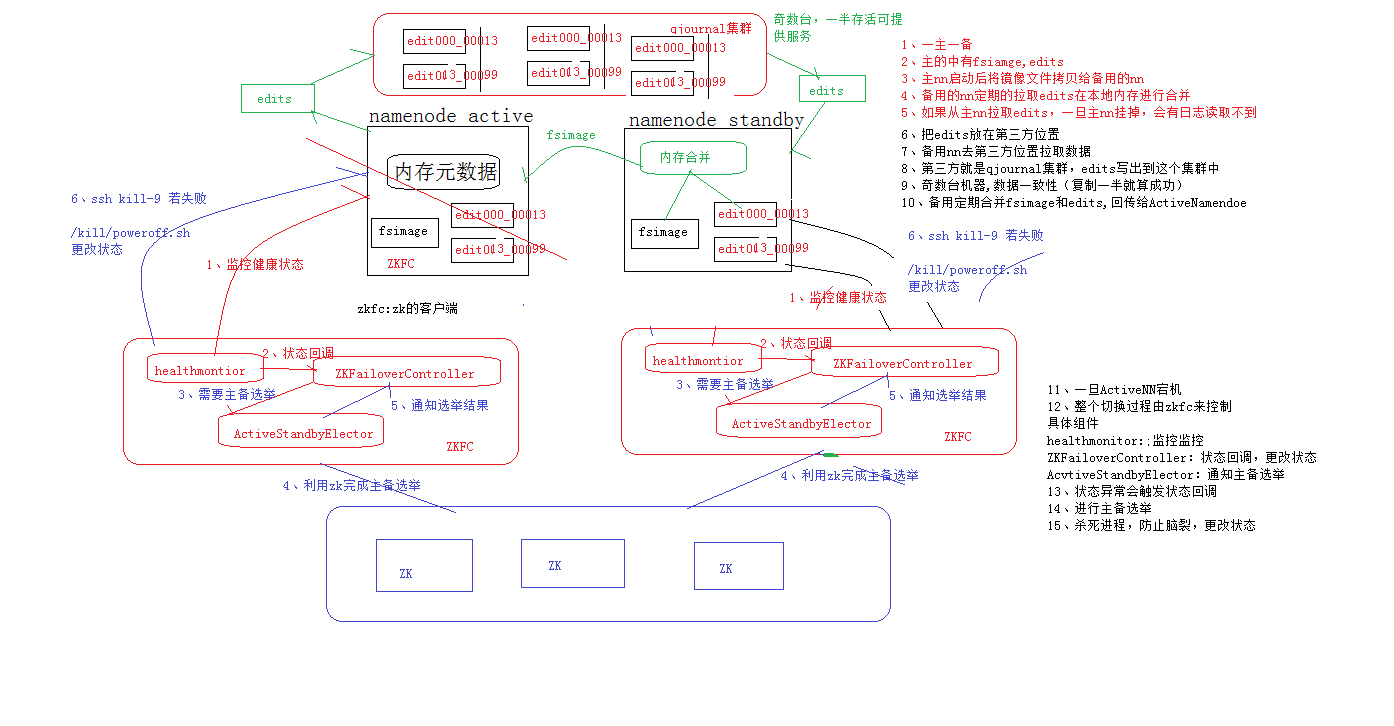 奇数台，一半存活可提
供服务
qjournal集群
edit000_00013
edit000_00013
edit000_00013
edit013_00099
edit013_00099
edit013_00099
edits
edits
1、一主一备
2、主的中有fsiamge,edits
3、主nn启动后将镜像文件拷贝给备用的nn
4、备用的nn定期的拉取edits在本地内存进行合并
5、如果从主nn拉取edits，一旦主nn挂掉，会有日志读取不到
6、把edits放在第三方位置
7、备用nn去第三方位置拉取数据
8、第三方就是qjournal集群，edits写出到这个集群中
9、奇数台机器,数据一致性（复制一半就算成功）
10、备用定期合并fsimage和edits,回传给ActiveNamendoe
namenode active
内存元数据
fsimage
edit000_00013
edit013_00099
ZKFC
fsimage
namenode standby
内存合并
fsimage
edit000_00013
edit013_00099
6、ssh kill-9 若失败
/kill/poweroff.sh
更改状态
1、监控健康状态
6、ssh kill-9 若失败
/kill/poweroff.sh
更改状态
1、监控健康状态
zkfc:zk的客户端
healthmontior
2、状态回调
ZKFailoverController
3、需要主备选举
5、通知选举结果
ActiveStandbyElector
ZKFC
4、利用zk完成主备选举
healthmontior
2、状态回调
ZKFailoverController
3、需要主备选举
5、通知选举结果
ActiveStandbyElector
ZKFC
4、利用zk完成主备选举
11、一旦ActiveNN宕机
12、整个切换过程由zkfc来控制
具体组件
healthmonitor:;监控监控
ZKFailoverController：状态回调，更改状态
AcvtiveStandbyElector：通知主备选举
13、状态异常会触发状态回调
14、进行主备选举
15、杀死进程，防止脑裂，更改状态
ZK
ZK
ZK